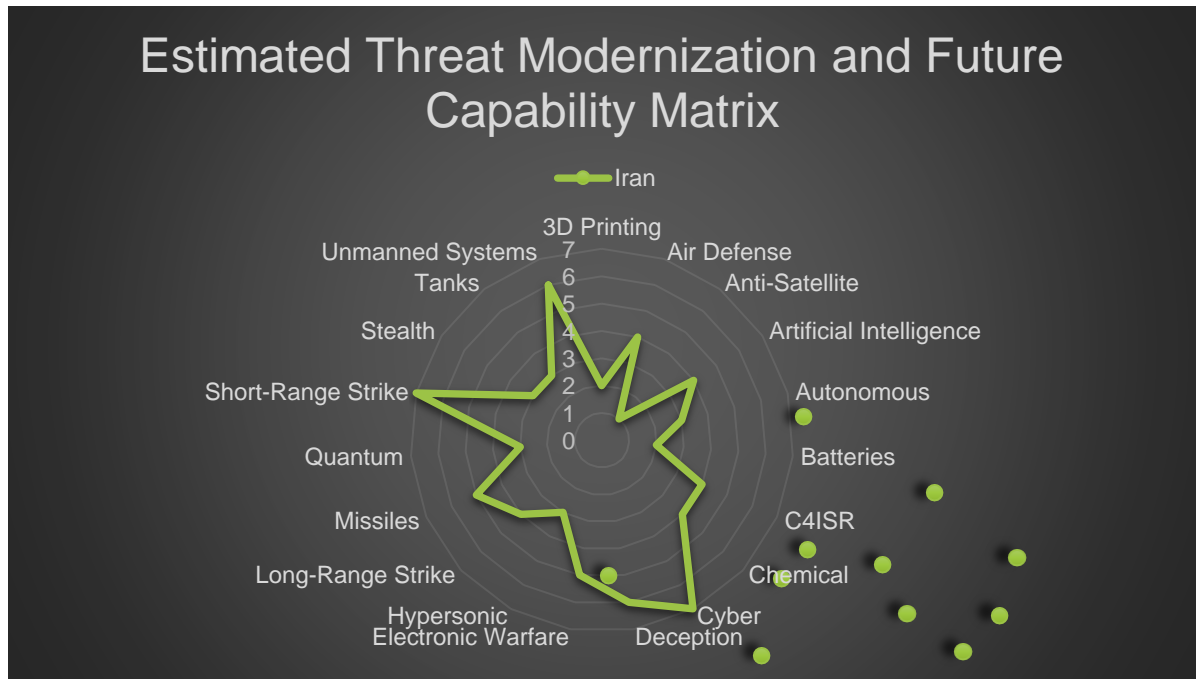 Estimated Threat Modernization and Future
Capability Matrix
Iran
3D Printing
Unmanned Systems
7
Air Defense
Tanks
6
Anti-Satellite
5
Stealth
4
Artificial Intelligence
3
Short-Range Strike
2
Autonomous
1
0
Quantum
Batteries
Missiles
C4ISR
Long-Range Strike
Chemical
Hypersonic
Cyber
Electronic Warfare
Deception